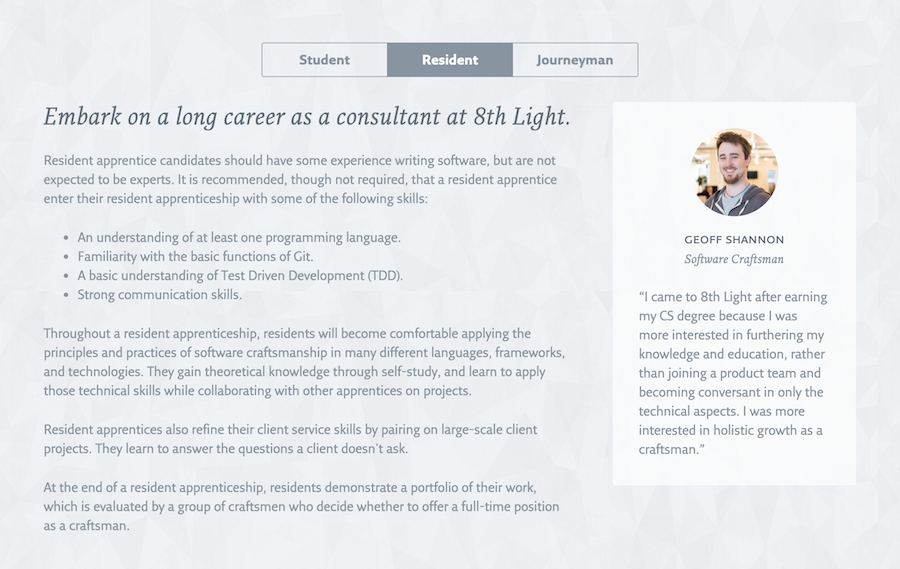 Student
Resident
Journeyman
Embark on a long career as a consultant at 8th Light.
Resident apprentice candidates should have some experience writing software, but are not
expected to be experts. It is recommended, though not required, that a resident apprentice
enter their resident apprenticeship with some of the following skills:
• An understanding of at least one programming language.
• Familiarity with the basic functions of Git.
• A basic understanding of Test Driven Development (TDD).
• Strong communication skills.
Throughout a resident apprenticeship, residents will become comfortable applying the
principles and practices of software craftsmanship in many different languages, frameworks,
and technologies. They gain theoretical knowledge through self-study, and learn to apply
those technical skills while collaborating with other apprentices on projects.
Resident apprentices also refine their client service skills by pairing on large-scale client
projects. They learn to answer the questions a client doesn't ask.
At the end of a resident apprenticeship, residents demonstrate a portfolio of their work,
which is evaluated by a group of craftsmen who decide whether to offer a full-time position
as a craftsman.
GEOFF SHANNON
Software Craftsman
“I came to 8th Light after earning
my CS degree because I was
more interested in furthering my
knowledge and education, rather
than joining a product team and
becoming conversant in only the
technical aspects. I was more
interested in holistic growth as a
craftsman.”